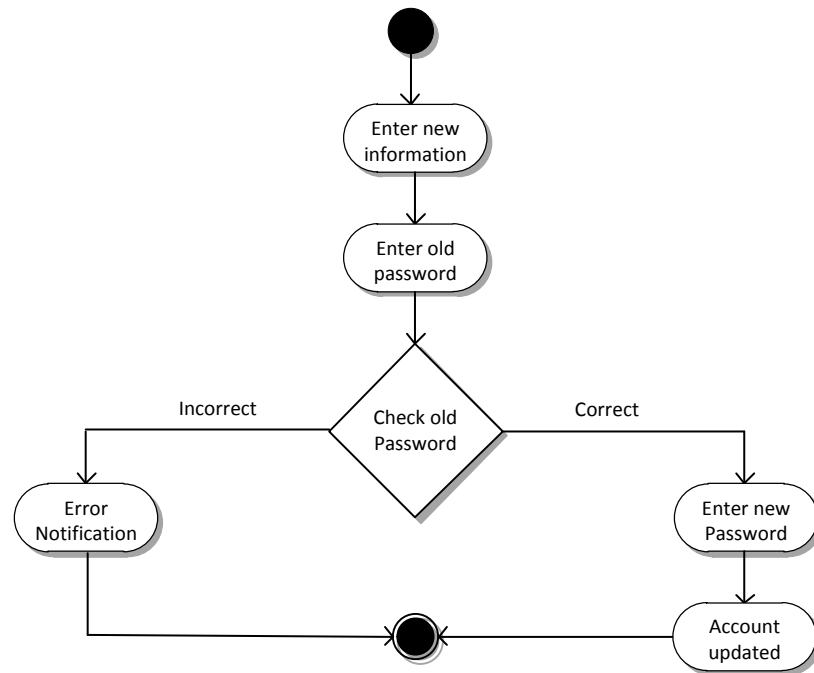 Enter new
information
Enter old
password
Check old
Password
Incorrect
Correct
Error
Notification
Enter new
Password
Account
updated